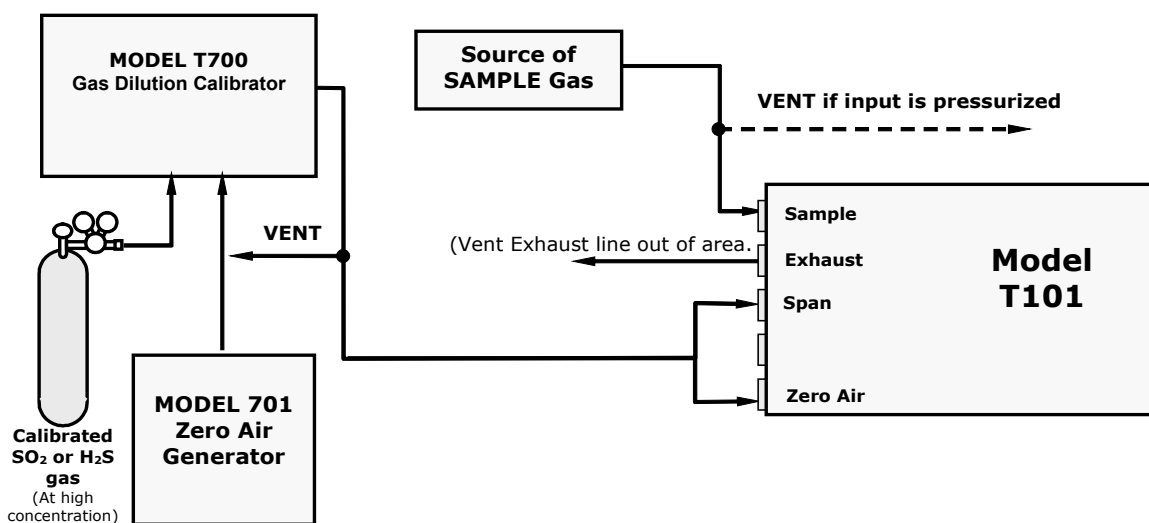 MODEL T700
Gas Dilution Calibrator
Source of
SAMPLE Gas
VENT if input is pressurized
VENT
(Vent Exhaust line out of area.
Sample
Exhaust
Span
Zero Air
Model
T101
MODEL 701
Zero Air
Generator
Calibrated
SO₂ or H₂S
gas
(At high
concentration)